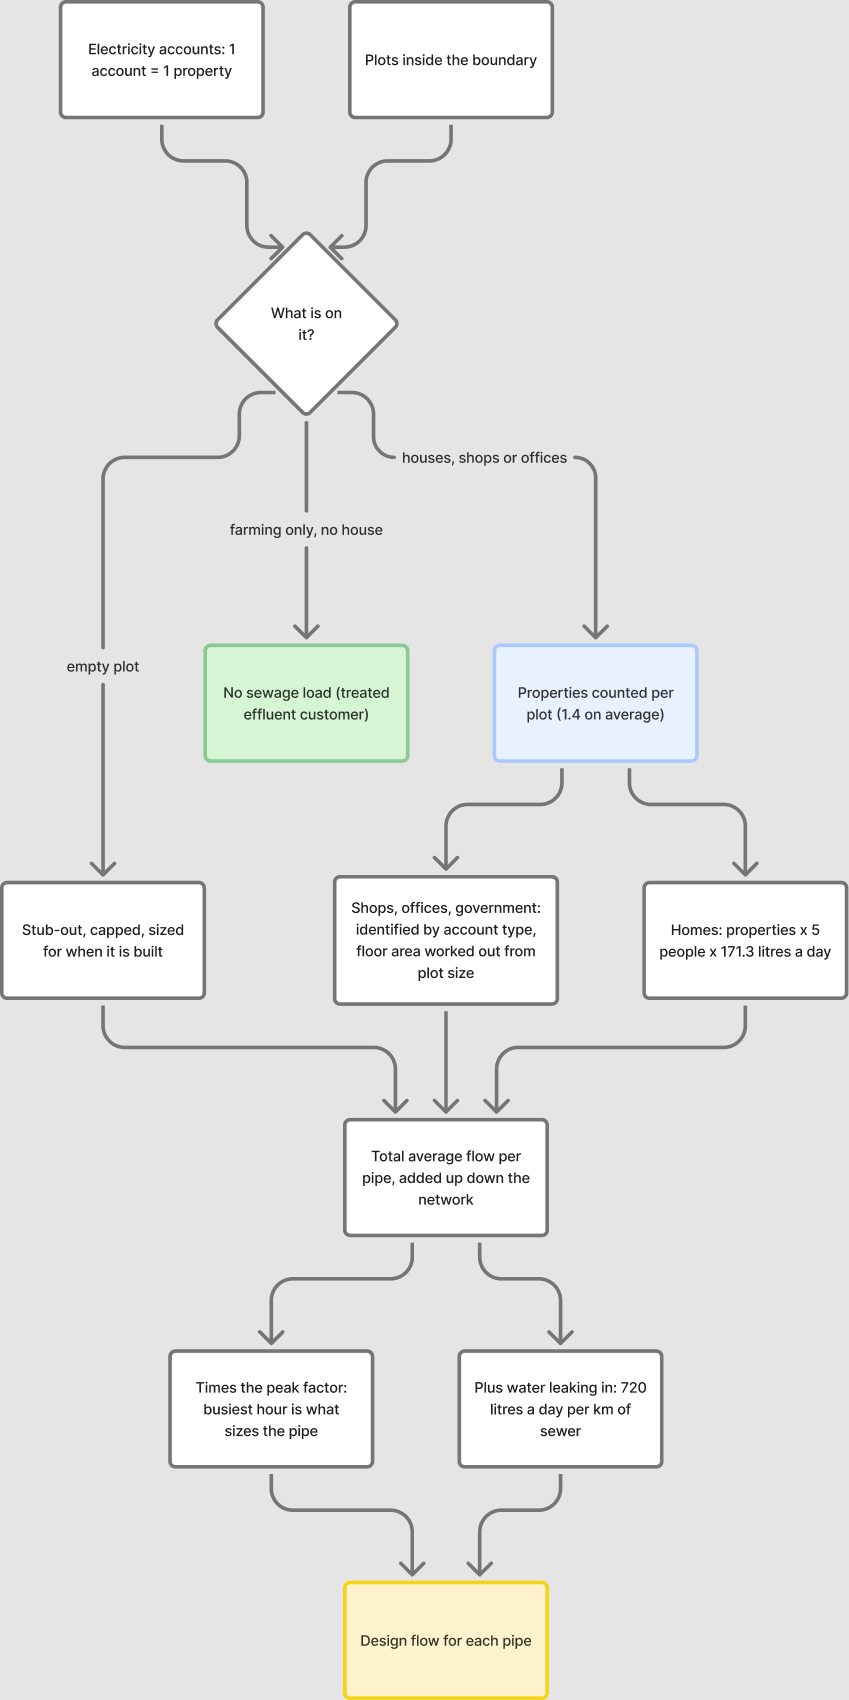 Electricity accounts: 1
account = 1 property
Plots inside the boundary
What is on
it?
houses, shops or offices
farming only, no house
empty plot
No sewage load (treated
effluent customer)
Properties counted per
plot (1.4 on average)
Stub-out, capped, sized
for when it is built
Shops, offices, government:
identified by account type,
floor area worked out from
plot size
Homes: properties x 5
people x 171.3 litres a day
Total average flow per
pipe, added up down the
network
Times the peak factor:
busiest hour is what
sizes the pipe
Plus water leaking in: 720
litres a day per km of
sewer
Design flow for each pipe